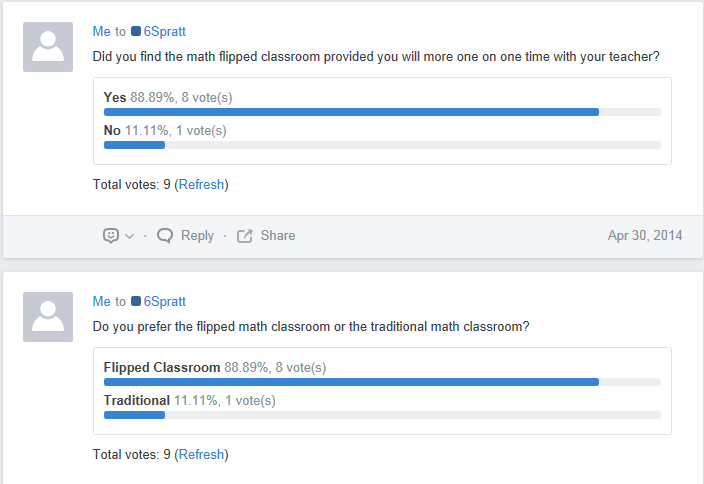 Me to 6Spratt
Did you find the math flipped classroom provided you will more one on one time with your teacher?
Yes 88.89%, 8 vote(s)
No 11.11%, 1 vote(s)
Total votes: 9 (Refresh)
· Reply · Share Apr 30, 2014
Me to 6Spratt
Do you prefer the flipped math classroom or the traditional math classroom?
Flipped Classroom 88.89%, 8 vote(s)
Traditional 11.11%, 1 vote(s)
Total votes: 9 (Refresh)